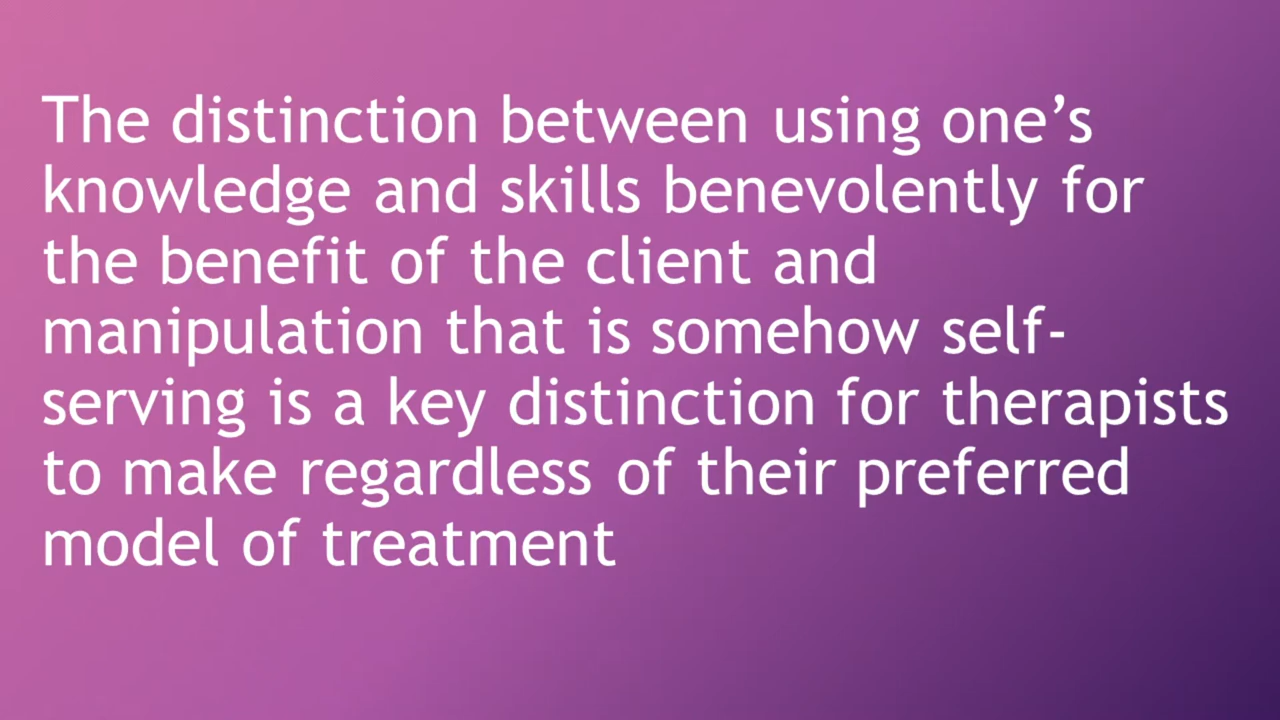 The distinction between using one’s
knowledge and skills benevolently for
the benefit of the client and
manipulation that is somehow self-
serving is a key distinction for therapists
to make regardless of their preferred
model of treatment